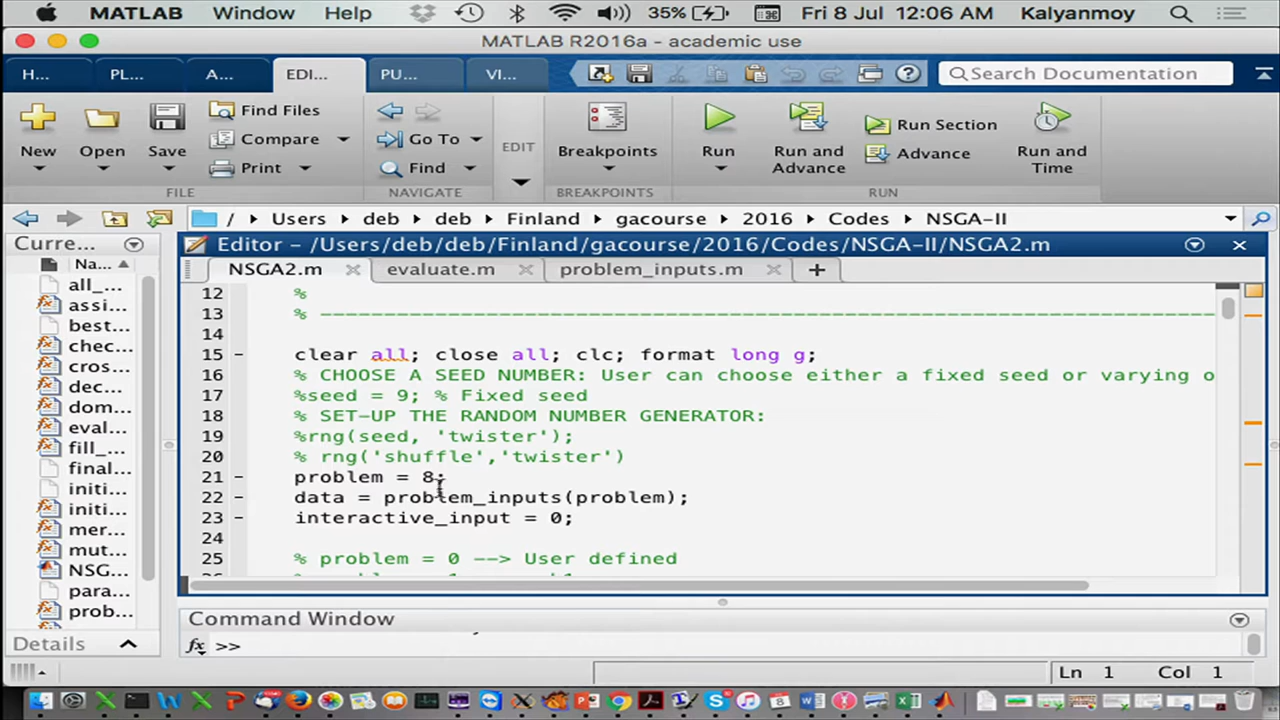 MATLAB Window Help 35% Fri 8 Jul 12:06 AM Kalyanmoy
MATLAB R2016a - academic use
H... PL... A... EDI... PU... VI... Search Documentation
New Open Save Find Files Compare Print Go To Find EDIT Breakpoints Run Run and Advance Run Section Advance Run and Time
FILE NAVIGATE BREAKPOINTS RUN
/ Users deb deb Finland gacourse 2016 Codes NSGA-II
Curre... Editor - /Users/deb/deb/Finland/gacourse/2016/Codes/NSGA-II/NSGA2.m
Na... NSGA2.m evaluate.m problem_inputs.m
all_...
assi...
best...
chec...
cros...
dec...
dom...
eval...
fill_...
final...
initi...
initi...
mer...
mut...
NSG...
para...
prob...
Details
12 %
13 % ------------------------------------------------------------------------
14
15 - clear all; close all; clc; format long g;
16 % CHOOSE A SEED NUMBER: User can choose either a fixed seed or varying o
17 %seed = 9; % Fixed seed
18 % SET-UP THE RANDOM NUMBER GENERATOR:
19 %rng(seed, 'twister');
20 % rng('shuffle','twister')
21 - problem = 8;
22 - data = problem_inputs(problem);
23 - interactive_input = 0;
24
25 % problem = 0 --> User defined
Command Window
fx >>
Ln 1 Col 1